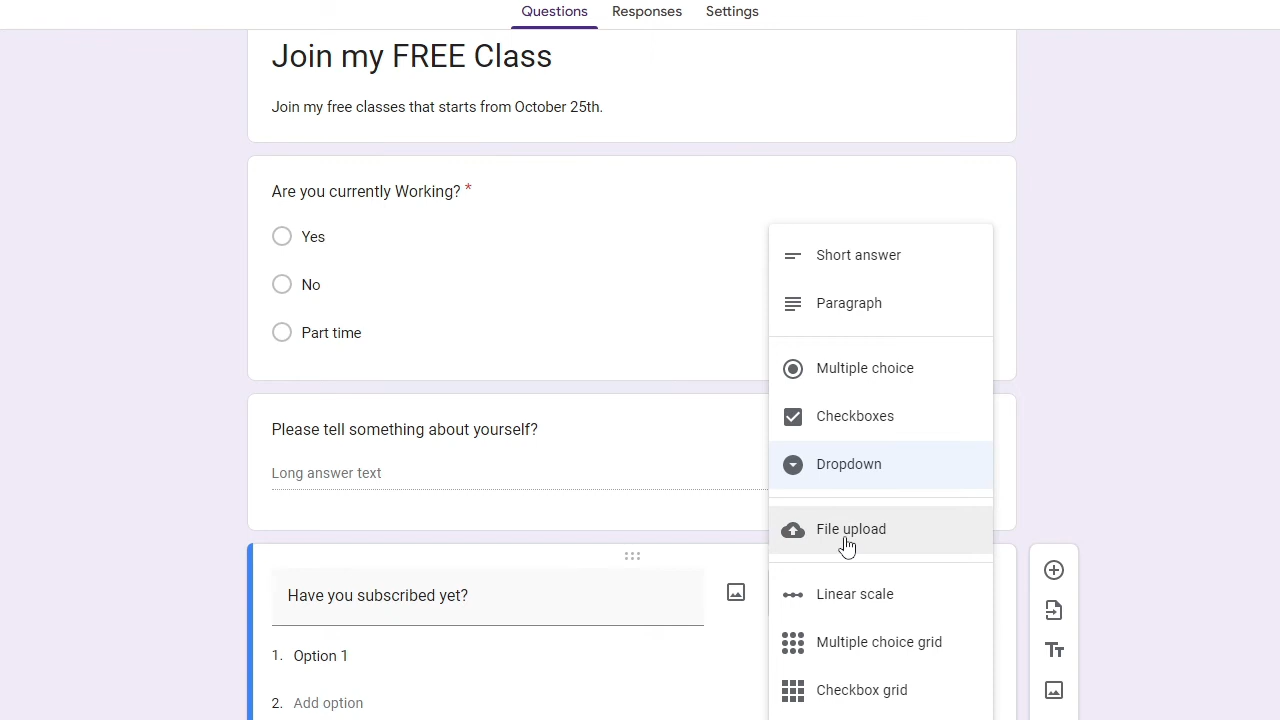 Questions Responses Settings
Join my FREE Class
Join my free classes that starts from October 25th.
Are you currently Working? *
Yes
No
Part time
Please tell something about yourself?
Long answer text
Short answer
Paragraph
Multiple choice
Checkboxes
Dropdown
File upload
Linear scale
Multiple choice grid
Checkbox grid
Have you subscribed yet?
1. Option 1
2. Add option